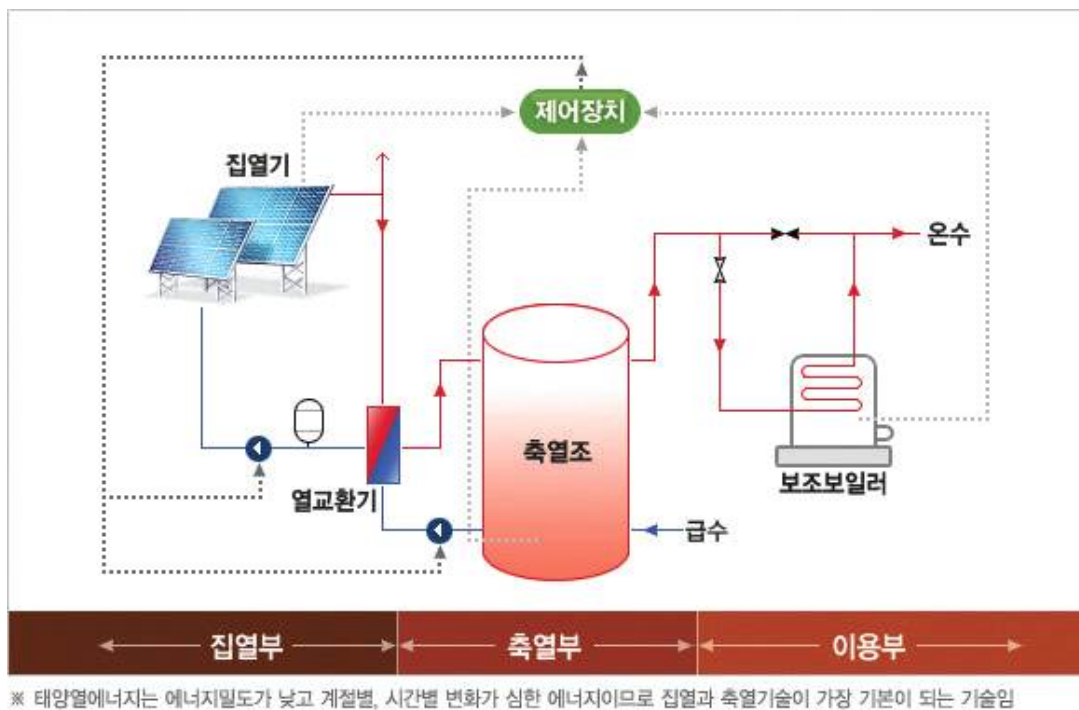 제어장치
집열기
온수
축열조
보조보일러
열교환기
급수
집열부
축열부
이용부
※ 태양열에너지는 에너지밀도가 낮고 계절별, 시간별 변화가 심한 에너지이므로 집열과 축열기술이 가장 기본이 되는 기술임